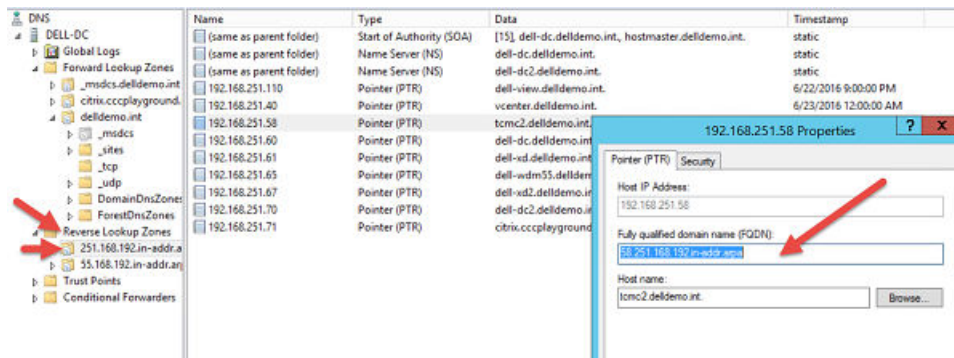 DNS
DELL-DC
Global Logs
Forward Lookup Zones
_msdcs.delldemo.int
citrix.cccplayground.
delldemo.int
_msdcs
_sites
_tcp
_udp
DomainDnsZones
ForestDnsZones
Reverse Lookup Zones
251.168.192.in-addr.a
55.168.192.in-addr.arp
Trust Points
Conditional Forwarders
Name Type Data Timestamp
(same as parent folder) Start of Authority (SOA) [15], dell-dc.delldemo.int., hostmaster.delldemo.int. static
(same as parent folder) Name Server (NS) dell-dc.delldemo.int. static
(same as parent folder) Name Server (NS) dell-dc2.delldemo.int. static
192.168.251.110 Pointer (PTR) dell-view.delldemo.int. 6/22/2016 9:00:00 PM
192.168.251.40 Pointer (PTR) vcenter.delldemo.int. 6/23/2016 12:00:00 AM
192.168.251.58 Pointer (PTR) tcmc2.delldemo.int.
192.168.251.60 Pointer (PTR) dell-dc.delldemo.int
192.168.251.61 Pointer (PTR) dell-xd.delldemo.int
192.168.251.65 Pointer (PTR) dell-wdm55.delldem
192.168.251.67 Pointer (PTR) dell-xd2.delldemo.int
192.168.251.70 Pointer (PTR) dell-dc2.delldemo.i
192.168.251.71 Pointer (PTR) citrix.cccplayground
192.168.251.58 Properties
? X
Pointer (PTR) Security
Host IP Address:
192.168.251.58
Fully qualified domain name (FQDN):
58.251.168.192.in-addr.arpa
Host name:
tcmc2.delldemo.int.
Browse...